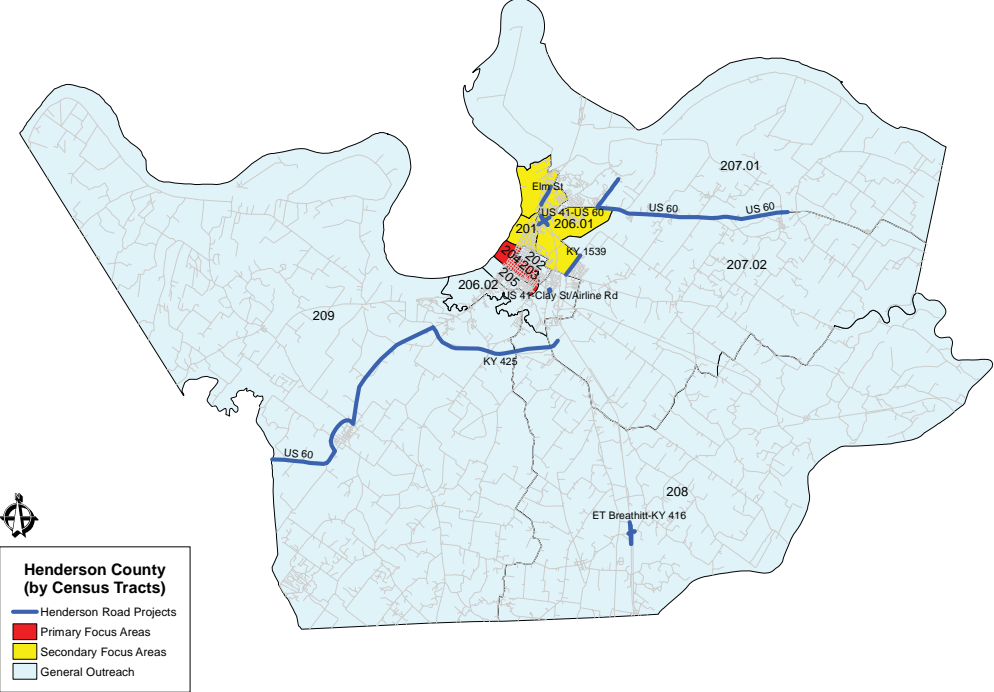 207.01
Elm St
US 60
US 60
US 41-US 60
206.01
201
KY 1539
202
204
203
207.02
205
206.02
US 41-Clay St/Airline Rd
209
KY 425
US 60
208
ET Breathitt-KY 416
Henderson County
(by Census Tracts)
Henderson Road Projects
Primary Focus Areas
Secondary Focus Areas
General Outreach